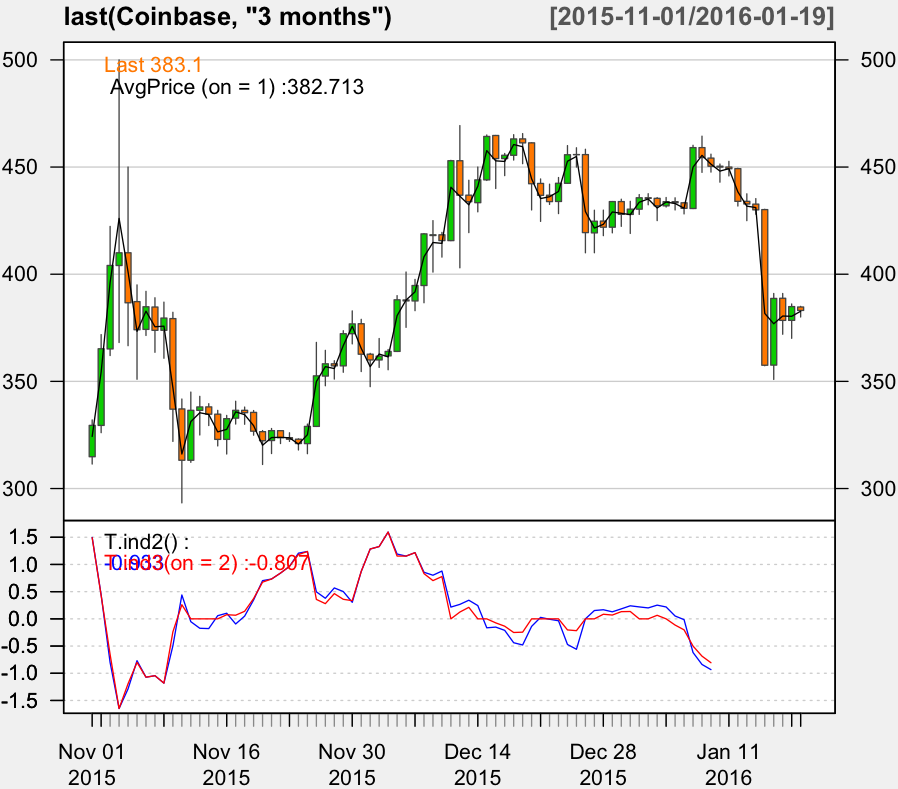 last(Coinbase, "3 months") [2015-11-01/2016-01-19]
500 Last 383.1 500
AvgPrice (on = 1) :382.713
450 450
400 400
350 350
300 300
1.5 T.ind2() :
1.0 -0.933 (on = 2) :-0.807
0.5
0.0
-0.5
-1.0
-1.5
Nov 01 Nov 16 Nov 30 Dec 14 Dec 28 Jan 11
2015 2015 2015 2015 2015 2016